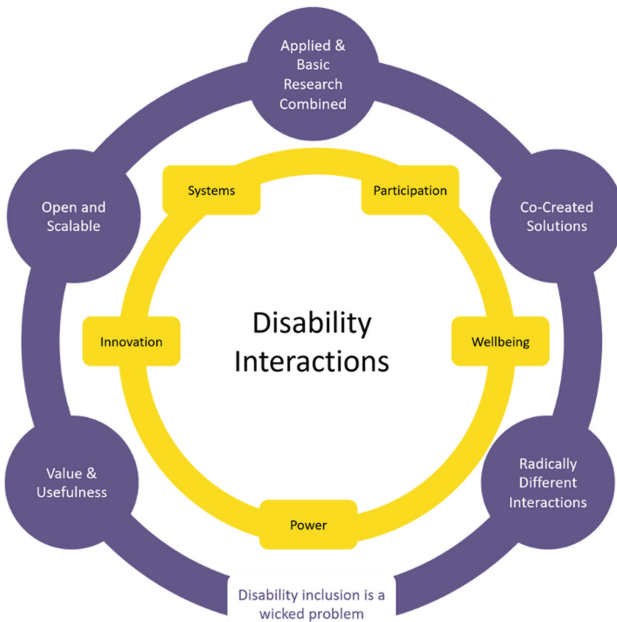 Applied &
Basic
Research
Combined
Systems
Participation
Open and
Scalable
Co-Created
Solutions
Disability
Interactions
Innovation
Wellbeing
Value &
Usefulness
Radically
Different
Interactions
Power
Disability inclusion is a
wicked problem